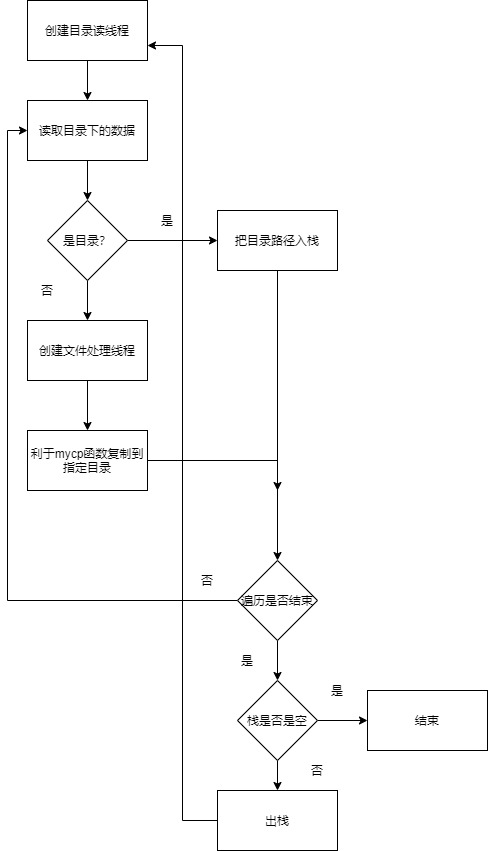 创建目录读线程
读取目录下的数据
是
是目录?
把目录路径入栈
否
创建文件处理线程
利于mycp函数复制到
指定目录
否
遍历是否结束
是
是
栈是否是空
结束
否
出栈